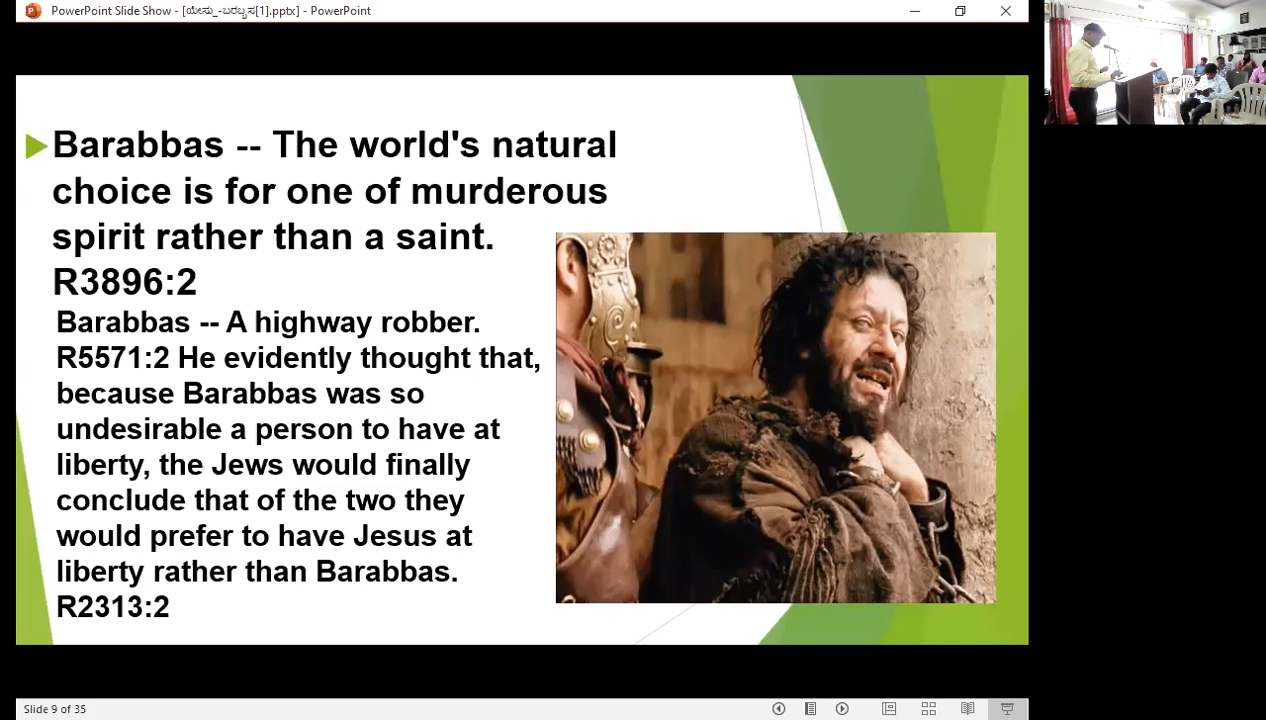 PowerPoint Slide Show - [ಯೇಸು_-ಬರಬ್ಬಸ[1].pptx] - PowerPoint
Barabbas -- The world's natural
choice is for one of murderous
spirit rather than a saint.
R3896:2
Barabbas -- A highway robber.
R5571:2 He evidently thought that,
because Barabbas was so
undesirable a person to have at
liberty, the Jews would finally
conclude that of the two they
would prefer to have Jesus at
liberty rather than Barabbas.
R2313:2
Slide 9 of 35